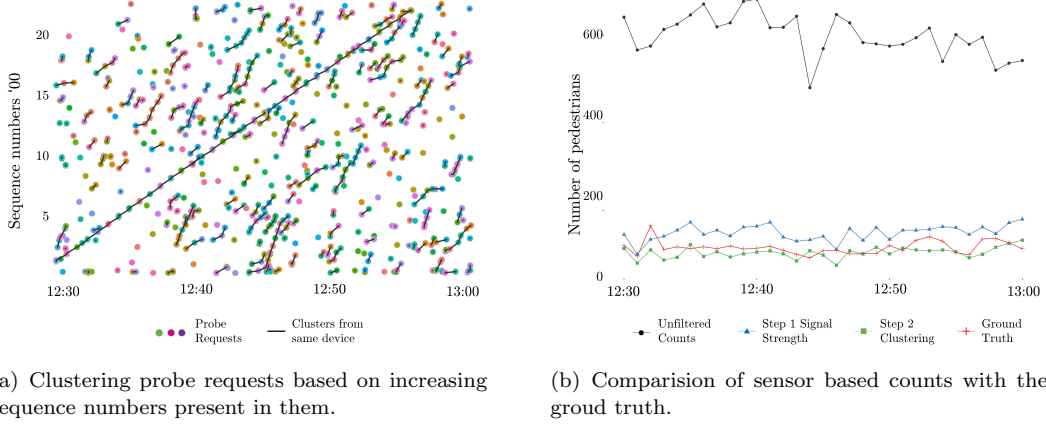 20
15
10
5
Sequence numbers '00
12:30
12:40
12:50
13:00
Probe
Requests
Clusters from
same device
a) Clustering probe requests based on increasing
equence numbers present in them.
600
400
200
0
Number of pedestrians
12:30
12:40
12:50
13:00
Unfiltered
Counts
Step 1 Signal
Strength
Step 2
Clustering
Ground
Truth
(b) Comparision of sensor based counts with the
groud truth.